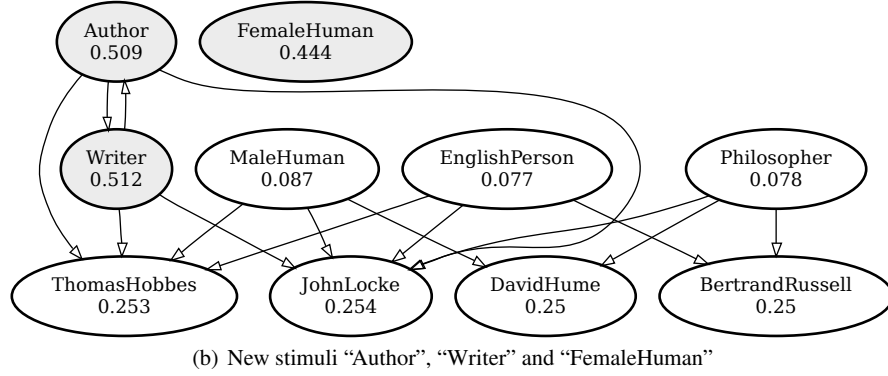 Author
0.509
FemaleHuman
0.444
Writer
0.512
MaleHuman
0.087
EnglishPerson
0.077
Philosopher
0.078
ThomasHobbes
0.253
JohnLocke
0.254
DavidHume
0.25
BertrandRussell
0.25
(b) New stimuli “Author”, “Writer” and “FemaleHuman”